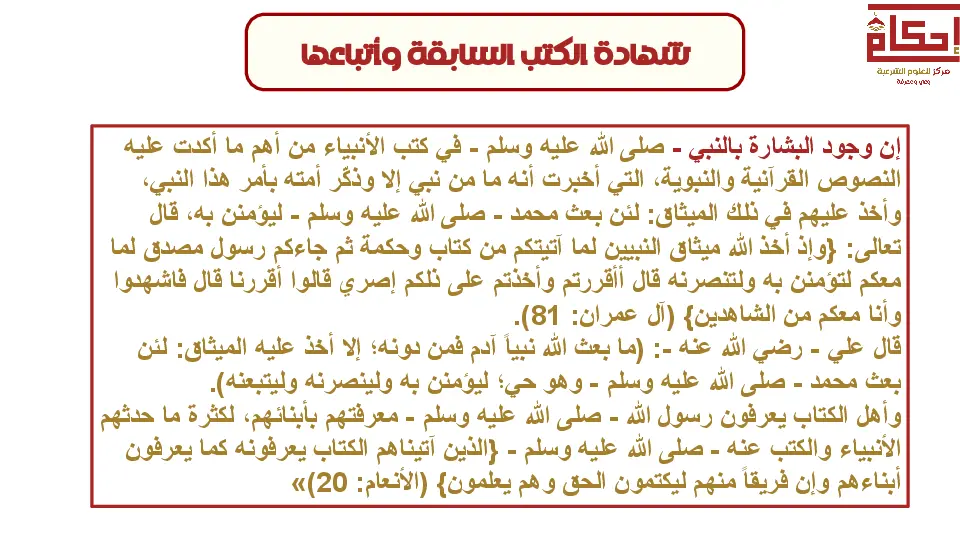 شهادة الكتب السابقة وأتباعها
إحكام
مركز للعلوم الشرعية
وعي ومعرفة
إن وجود البشارة بالنبي - صلى الله عليه وسلم - في كتب الأنبياء من أهم ما أكدت عليه
النصوص القرآنية والنبوية، التي أخبرت أنه ما من نبي إلا وذكّر أمته بأمر هذا النبي،
وأخذ عليهم في ذلك الميثاق: لئن بعث محمد - صلى الله عليه وسلم - ليؤمنن به، قال
تعالى: {وإذ أخذ الله ميثاق النبيين لما آتيتكم من كتاب وحكمة ثم جاءكم رسول مصدق لما
معكم لتؤمنن به ولتنصرنه قال أأقررتم وأخذتم على ذلكم إصري قالوا أقررنا قال فاشهدوا
وأنا معكم من الشاهدين} (آل عمران: 81).
قال علي - رضي الله عنه -: (ما بعث الله نبياً آدم فمن دونه؛ إلا أخذ عليه الميثاق: لئن
بعث محمد - صلى الله عليه وسلم - وهو حي؛ ليؤمنن به ولينصرنه وليتبعنه).
وأهل الكتاب يعرفون رسول الله - صلى الله عليه وسلم - معرفتهم بأبنائهم، لكثرة ما حدثهم
الأنبياء والكتب عنه - صلى الله عليه وسلم - {الذين آتيناهم الكتاب يعرفونه كما يعرفون
أبناءهم وإن فريقاً منهم ليكتمون الحق وهم يعلمون} (الأنعام: 20)»